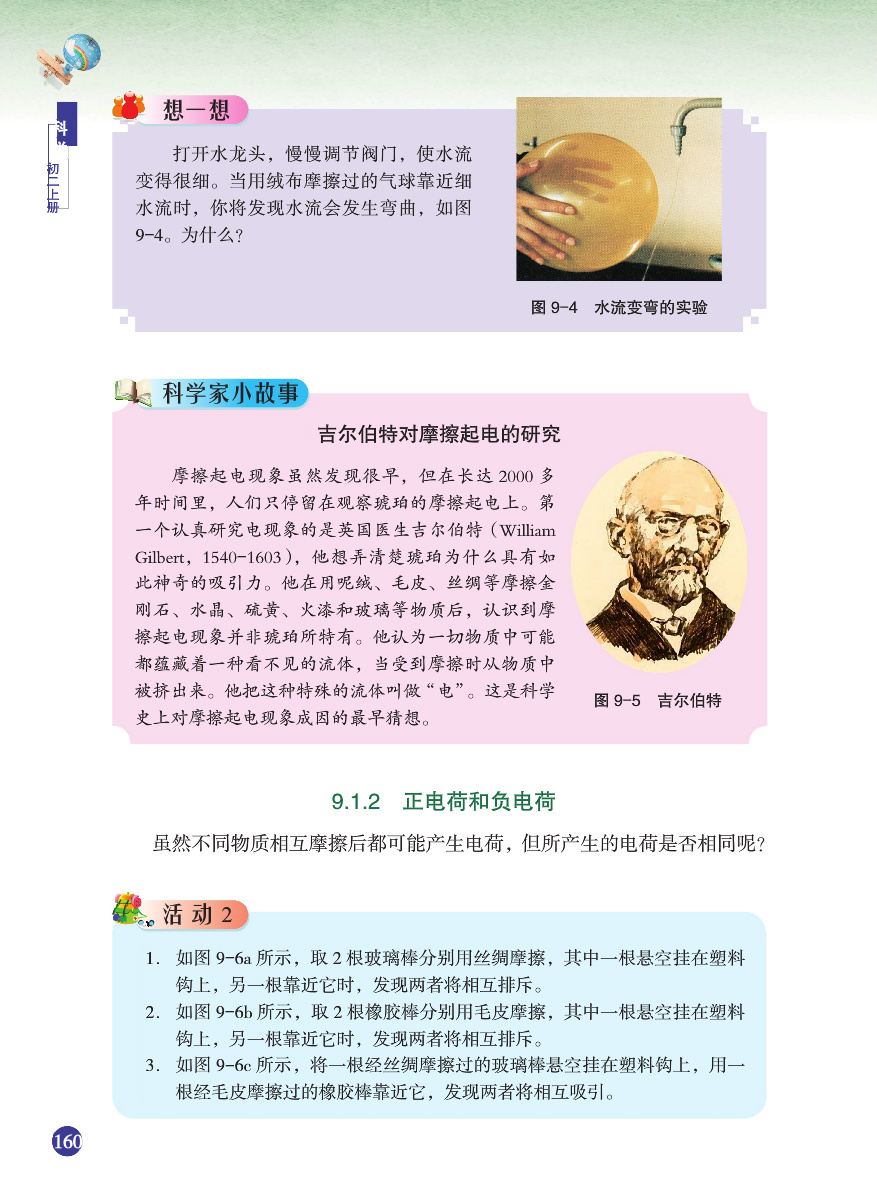 科学
初二上册
想一想
打开水龙头，慢慢调节阀门，使水流
变得很细。当用绒布摩擦过的气球靠近细
水流时，你将发现水流会发生弯曲，如图
9-4。为什么？
图 9-4 水流变弯的实验
科学家小故事
吉尔伯特对摩擦起电的研究
摩擦起电现象虽然发现很早，但在长达 2000 多
年时间里，人们只停留在观察琥珀的摩擦起电上。第
一个认真研究电现象的是英国医生吉尔伯特（William
Gilbert，1540-1603），他想弄清楚琥珀为什么具有如
此神奇的吸引力。他在用呢绒、毛皮、丝绸等摩擦金
刚石、水晶、硫黄、火漆和玻璃等物质后，认识到摩
擦起电现象并非琥珀所特有。他认为一切物质中可能
都蕴藏着一种看不见的流体，当受到摩擦时从物质中
被挤出来。他把这种特殊的流体叫做“电”。这是科学
史上对摩擦起电现象成因的最早猜想。
图 9-5 吉尔伯特
9.1.2 正电荷和负电荷
虽然不同物质相互摩擦后都可能产生电荷，但所产生的电荷是否相同呢？
活动 2
1. 如图 9-6a 所示，取 2 根玻璃棒分别用丝绸摩擦，其中一根悬空挂在塑料
钩上，另一根靠近它时，发现两者将相互排斥。
2. 如图 9-6b 所示，取 2 根橡胶棒分别用毛皮摩擦，其中一根悬空挂在塑料
钩上，另一根靠近它时，发现两者将相互排斥。
3. 如图 9-6c 所示，将一根经丝绸摩擦过的玻璃棒悬空挂在塑料钩上，用一
根经毛皮摩擦过的橡胶棒靠近它，发现两者将相互吸引。
160